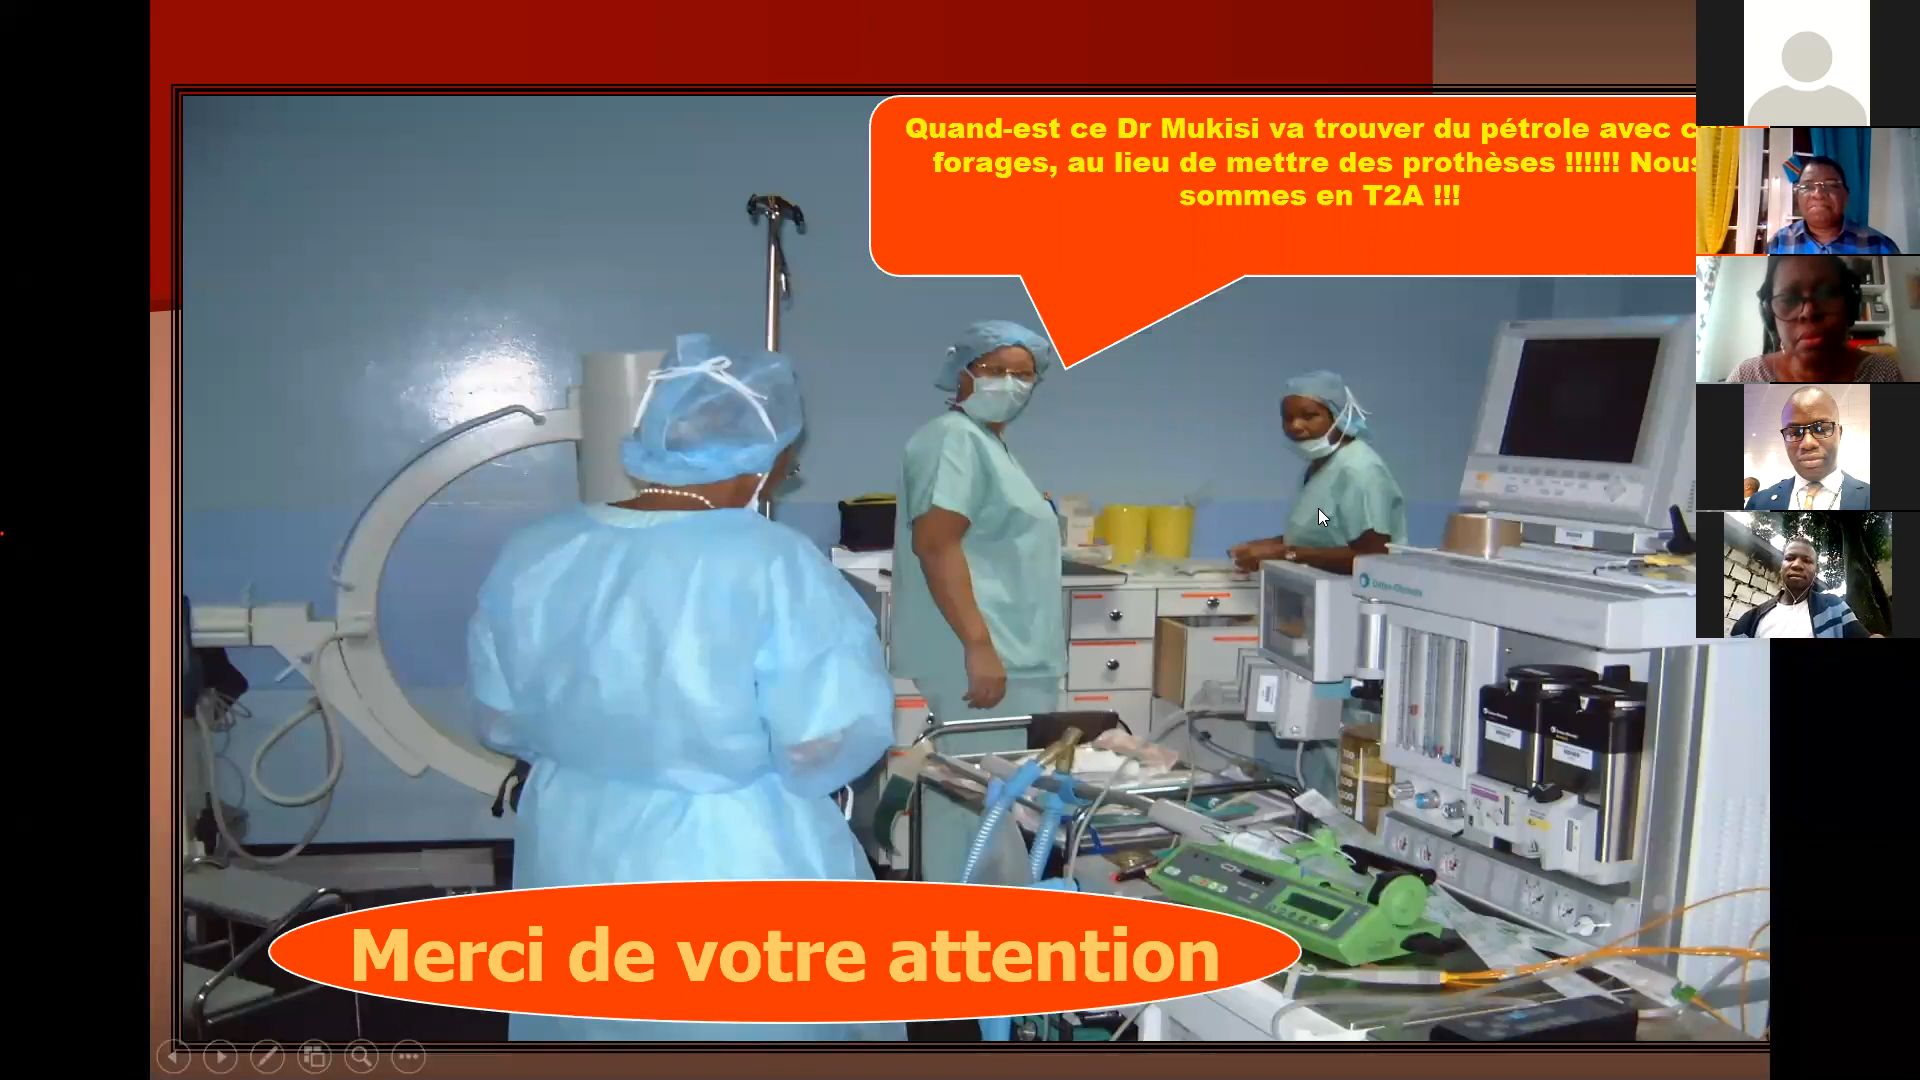 Quand-est ce Dr Mukisi va trouver du pétrole avec
forages, au lieu de mettre des prothèses !!!!!! Nous
sommes en T2A !!!
Merci de votre attention